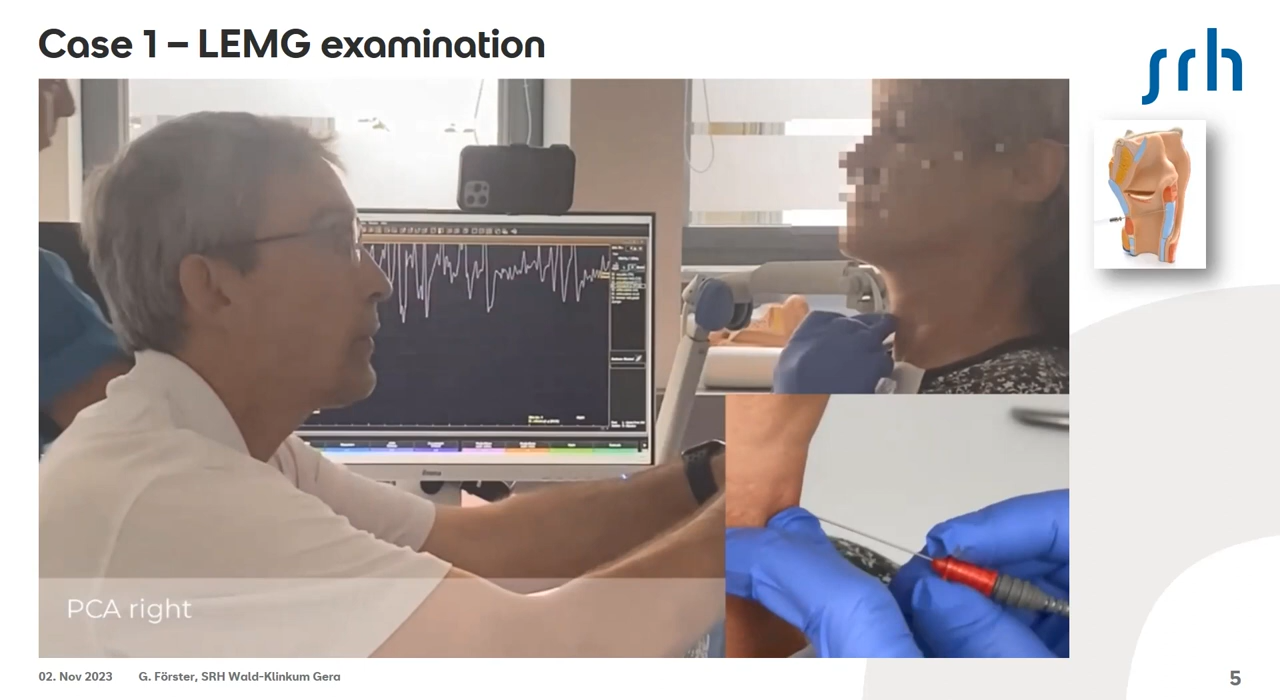 Case 1 – LEMG examination
srh
PCA right
02. Nov 2023
G. Förster, SRH Wald-Klinikum Gera
5